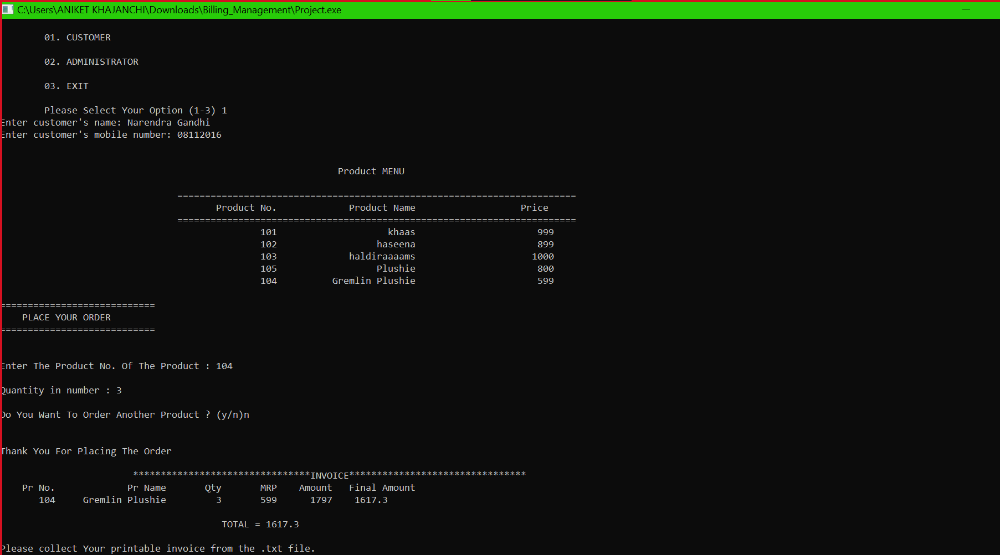 C:\Users\ANIKET KHAJANCHI\Downloads\Billing_Management\Project.exe
01. CUSTOMER
02. ADMINISTRATOR
03. EXIT
Please Select Your Option (1-3) 1
Enter customer's name: Narendra Gandhi
Enter customer's mobile number: 08112016
Product MENU
========================================================================
Product No. Product Name Price
========================================================================
101 khaas 999
102 haseena 899
103 haldiraaaams 1000
105 Plushie 800
104 Gremlin Plushie 599
============================
PLACE YOUR ORDER
============================
Enter The Product No. Of The Product : 104
Quantity in number : 3
Do You Want To Order Another Product ? (y/n)n
Thank You For Placing The Order
********************************INVOICE********************************
Pr No. Pr Name Qty MRP Amount Final Amount
104 Gremlin Plushie 3 599 1797 1617.3
TOTAL = 1617.3
Please collect Your printable invoice from the .txt file.